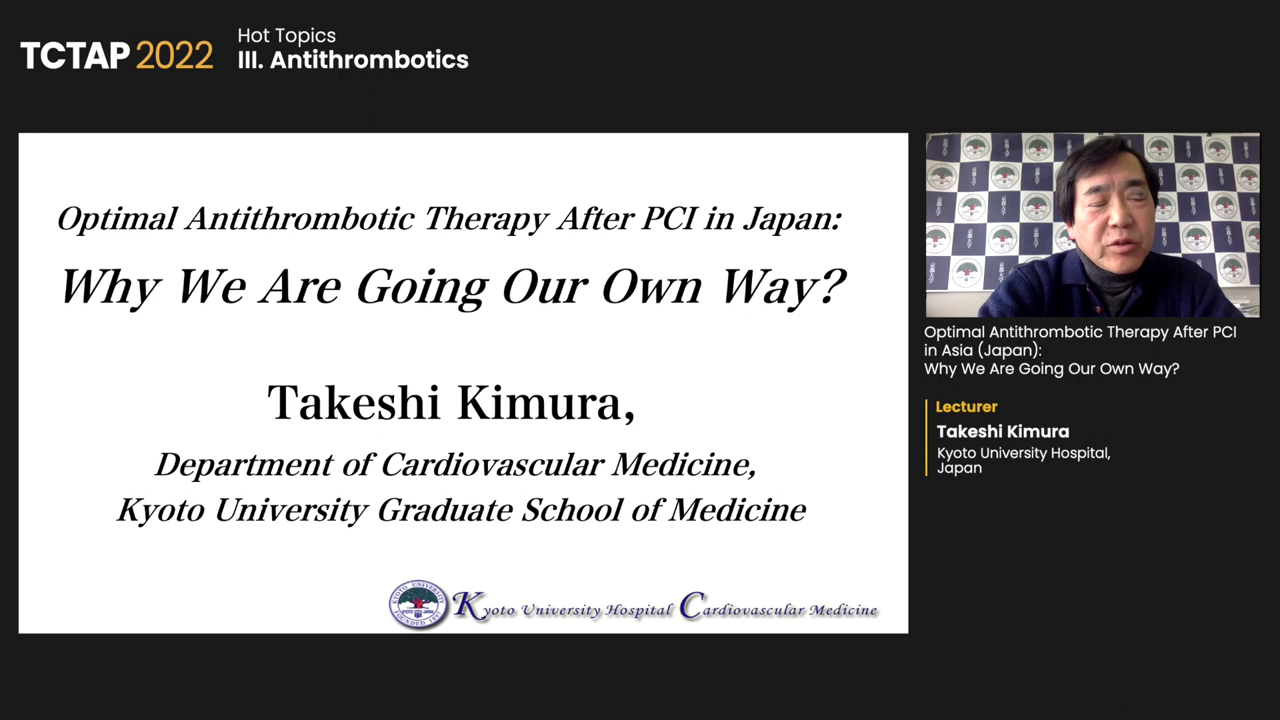 TCTAP 2022
Hot Topics
III. Antithrombotics
Optimal Antithrombotic Therapy After PCI in Japan:
Why We Are Going Our Own Way?
Takeshi Kimura,
Department of Cardiovascular Medicine,
Kyoto University Graduate School of Medicine
Kyoto University Hospital Cardiovascular Medicine
Optimal Antithrombotic Therapy After PCI
in Asia (Japan):
Why We Are Going Our Own Way?
Lecturer
Takeshi Kimura
Kyoto University Hospital,
Japan